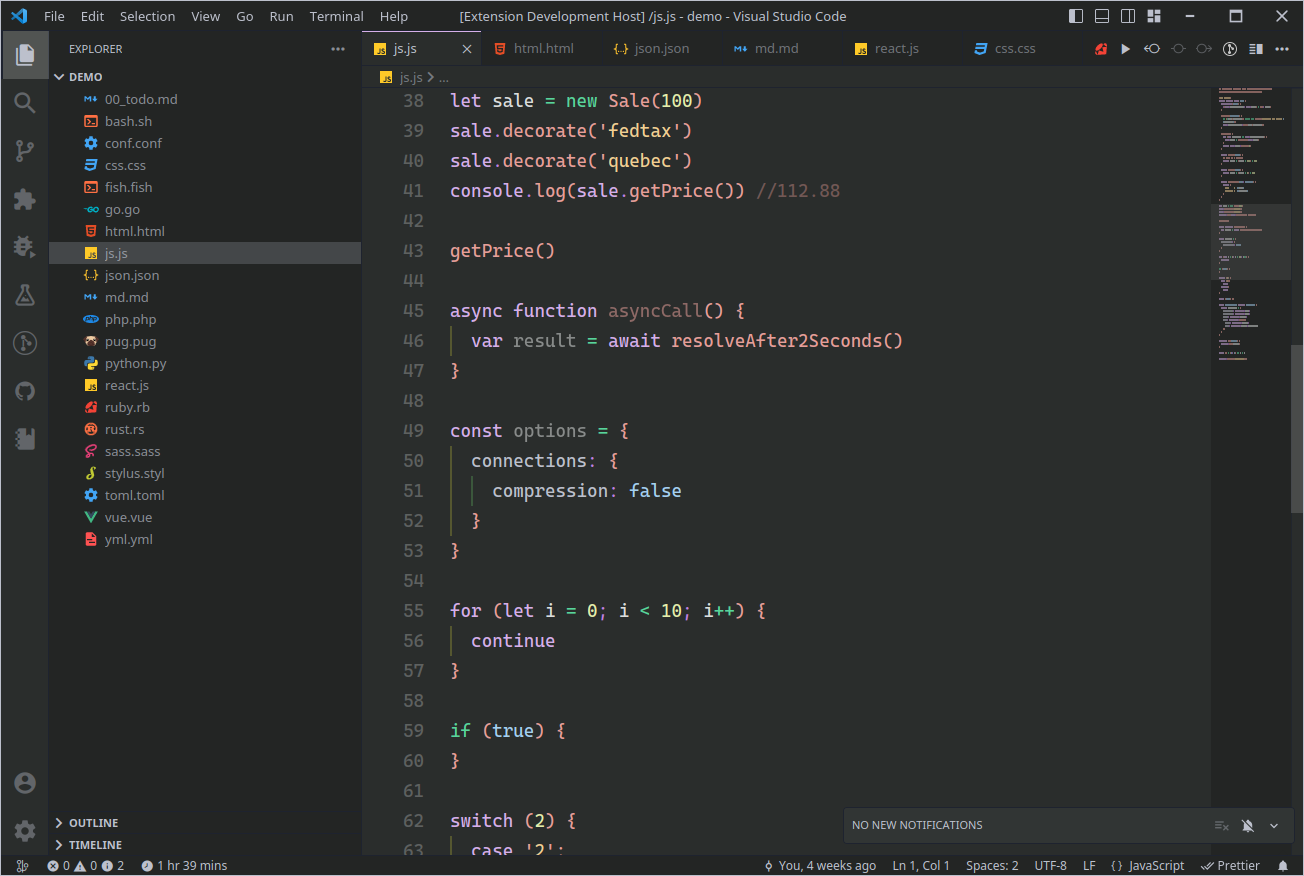 File Edit Selection View Go Run Terminal Help [Extension Development Host] /js.js - demo - Visual Studio Code
EXPLORER
DEMO
00_todo.md
bash.sh
conf.conf
css.css
fish.fish
go.go
html.html
js.js
json.json
md.md
php.php
pug.pug
python.py
react.js
ruby.rb
rust.rs
sass.sass
stylus.styl
toml.toml
vue.vue
yml.yml
OUTLINE
TIMELINE
js.js html.html json.json md.md react.js css.css
js.js > ...
38 let sale = new Sale(100)
39 sale.decorate('fedtax')
40 sale.decorate('quebec')
41 console.log(sale.getPrice()) //112.88
42
43 getPrice()
44
45 async function asyncCall() {
46   var result = await resolveAfter2Seconds()
47 }
48
49 const options = {
50   connections: {
51     compression: false
52   }
53 }
54
55 for (let i = 0; i < 10; i++) {
56   continue
57 }
58
59 if (true) {
60 }
61
62 switch (2) {
63   case '2':
NO NEW NOTIFICATIONS
0 0 2 1 hr 39 mins You, 4 weeks ago Ln 1, Col 1 Spaces: 2 UTF-8 LF {} JavaScript Prettier